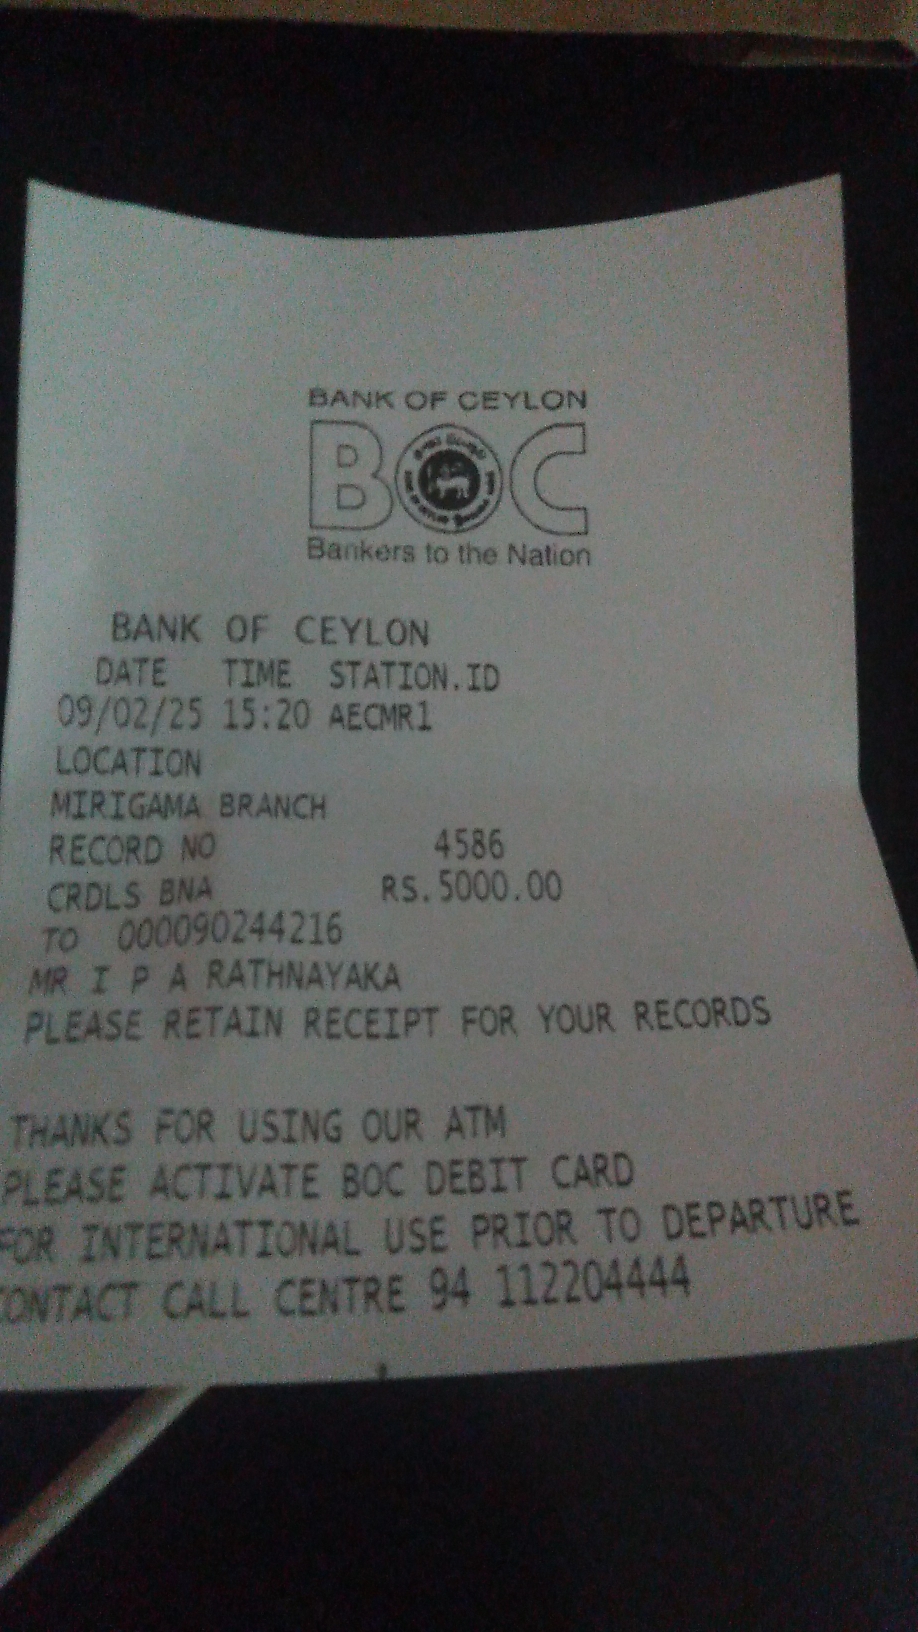 BANK OF CEYLON
BOC
Bankers to the Nation
BANK OF CEYLON
DATE TIME STATION.ID
09/02/25 15:20 AECMR1
LOCATION
MIRIGAMA BRANCH
RECORD NO 4586
CRDLS BNA RS.5000.00
TO 000090244216
MR I P A RATHNAYAKA
PLEASE RETAIN RECEIPT FOR YOUR RECORDS
THANKS FOR USING OUR ATM
PLEASE ACTIVATE BOC DEBIT CARD
FOR INTERNATIONAL USE PRIOR TO DEPARTURE
CONTACT CALL CENTRE 94 112204444